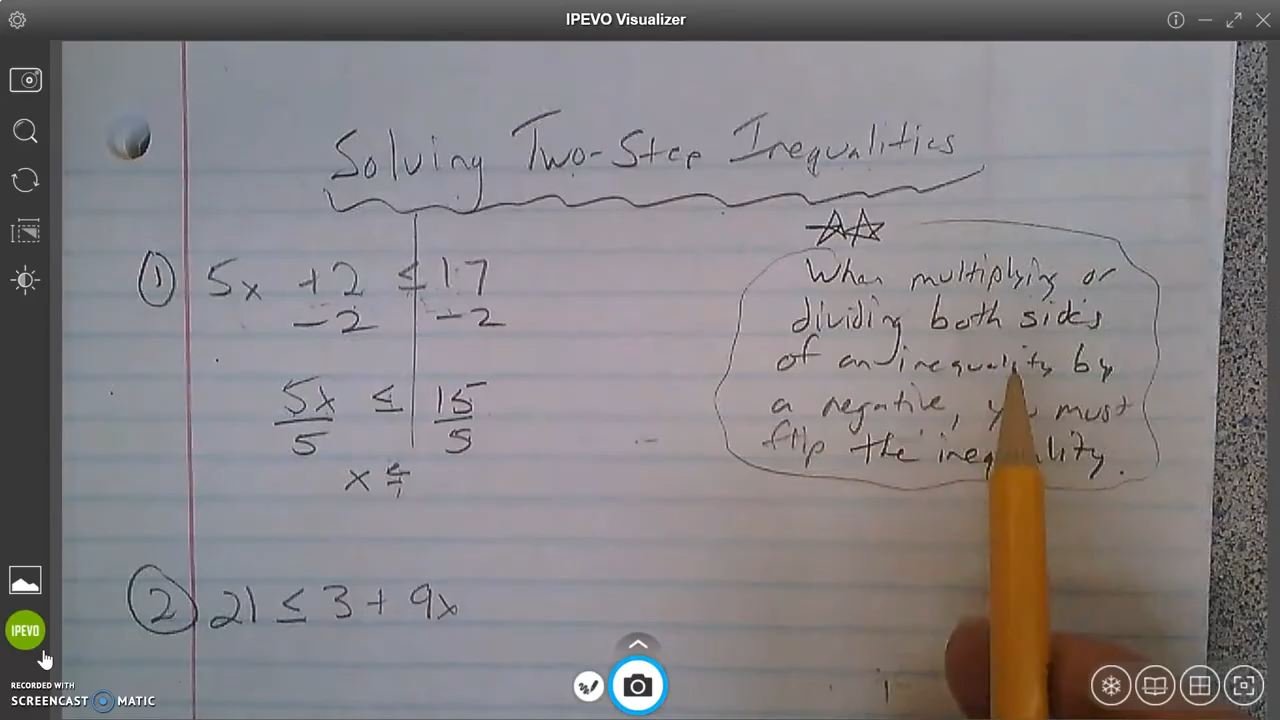 IPEVO Visualizer
Solving Two-Step Inequalities
When multiplying or
dividing both sides
of an inequality by
a negative, you must
flip the inequality.
① 5x + 2 ≤ 17
-2 -2
5x ≤ 15
5 5
x ≤
② 21 ≤ 3 + 9x
IPEVO
RECORDED WITH
SCREENCAST MATIC